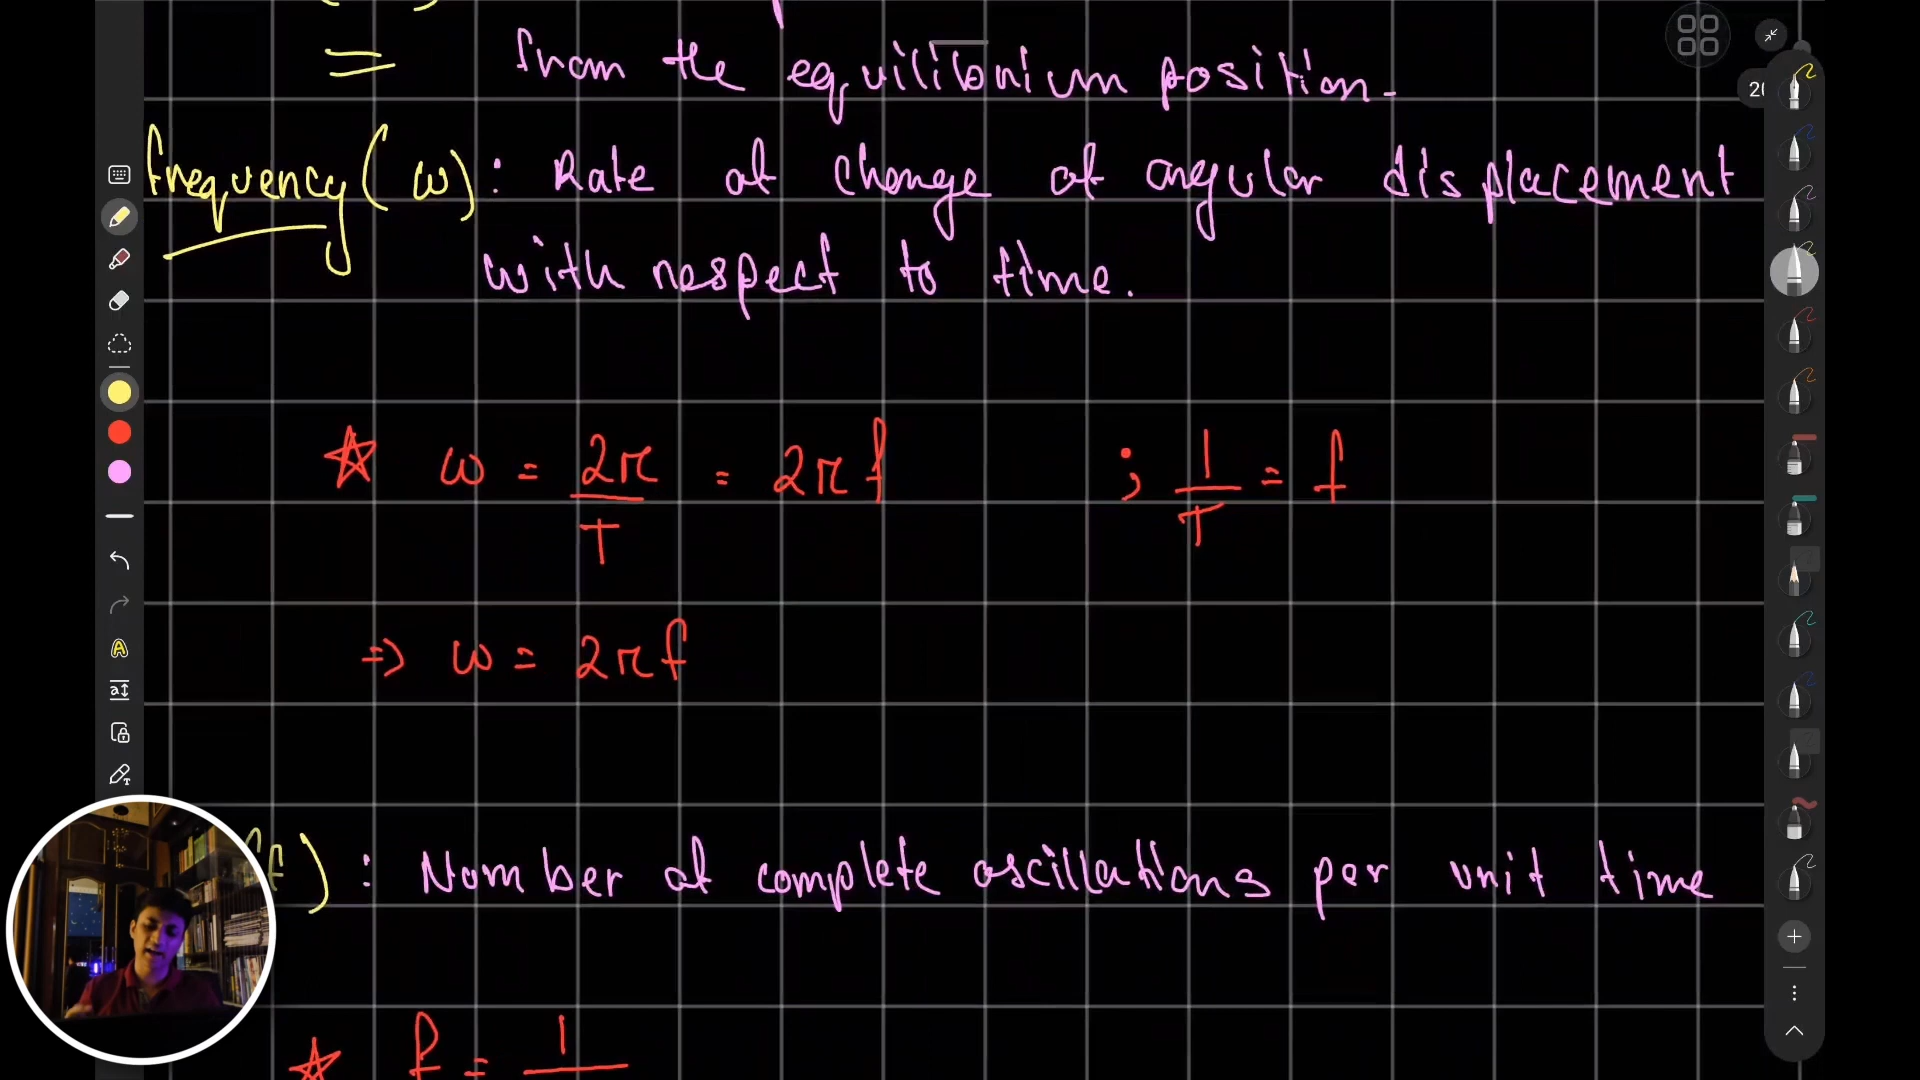 from the equilibrium position.
frequency (ω): Rate of change of angular displacement
with respect to time.
☆ ω = 2π/T = 2πf ; 1/T = f
⇒ ω = 2πf
f) : Number of complete oscillations per unit time
☆ f = 1